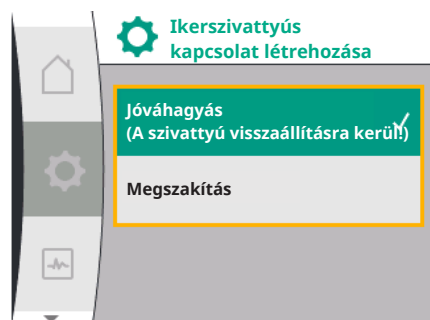 Ikerszivattyús
kapcsolat létrehozása
Jóváhagyás
(A szivattyú visszaállításra kerül!)
Megszakítás